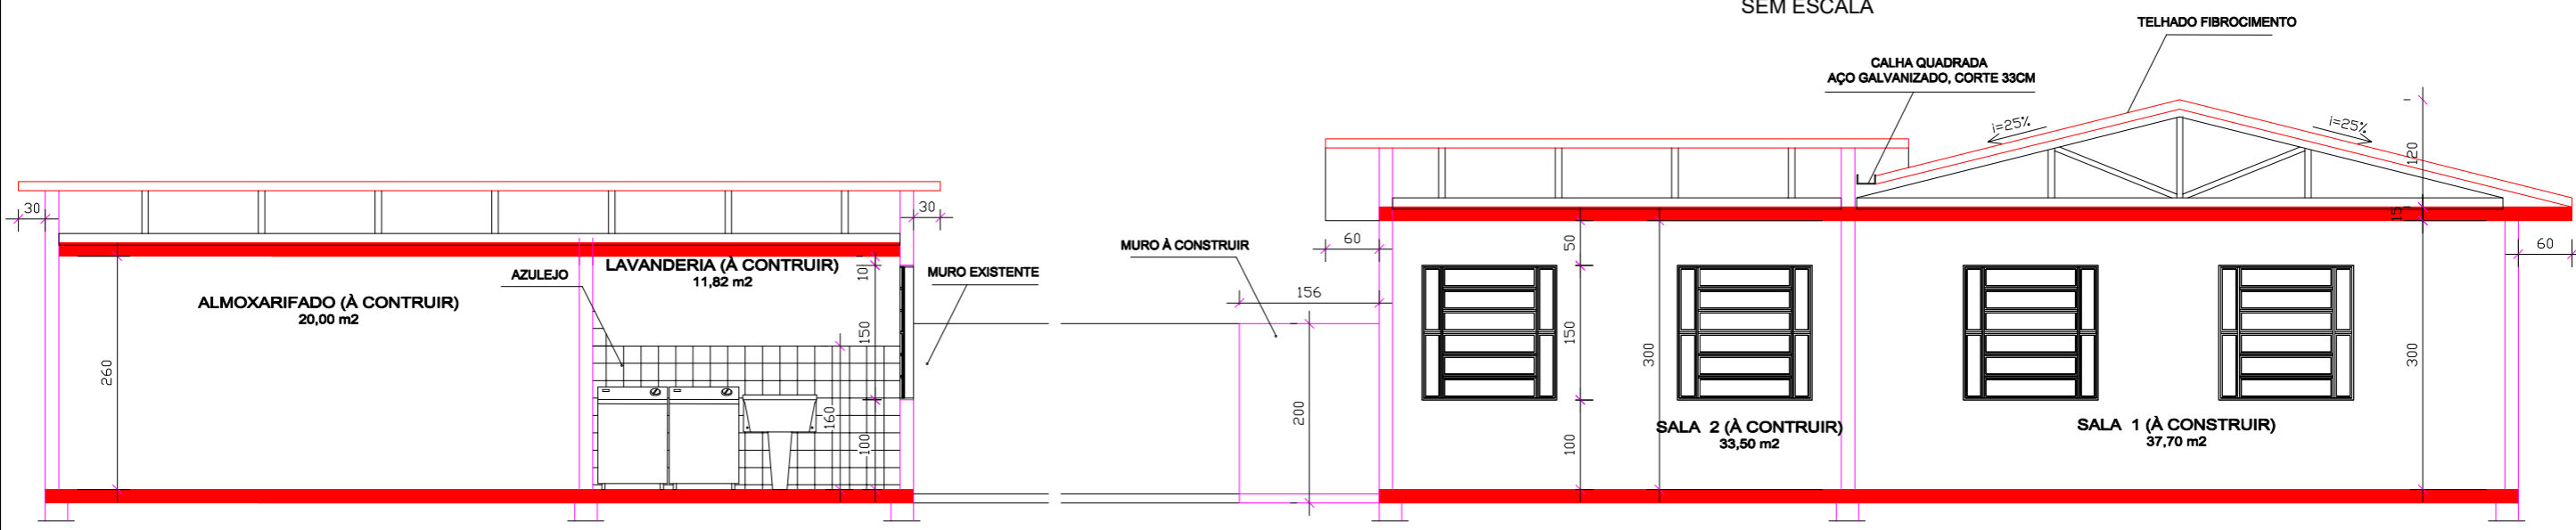 SEM ESCALA
TELHADO FIBROCIMENTO
CALHA QUADRADA
AÇO GALVANIZADO, CORTE 33CM
i=25%
i=25%
120
15
30
30
60
60
50
MURO À CONSTRUIR
AZULEJO
LAVANDERIA (À CONTRUIR)
11,82 m2
10
MURO EXISTENTE
ALMOXARIFADO (À CONTRUIR)
20,00 m2
156
150
150
260
300
300
160
100
200
100
SALA 2 (À CONTRUIR)
33,50 m2
SALA 1 (À CONSTRUIR)
37,70 m2